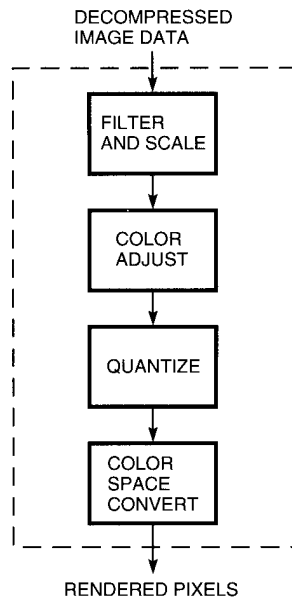 DECOMPRESSED
IMAGE DATA
FILTER
AND SCALE
COLOR
ADJUST
QUANTIZE
COLOR
SPACE
CONVERT
RENDERED PIXELS